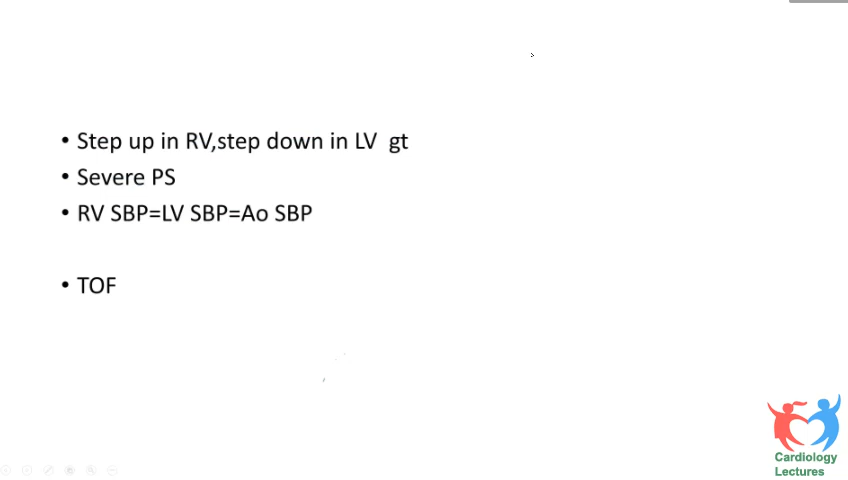 • Step up in RV,step down in LV  gt
• Severe PS
• RV SBP=LV SBP=Ao SBP
• TOF
Cardiology
Lectures